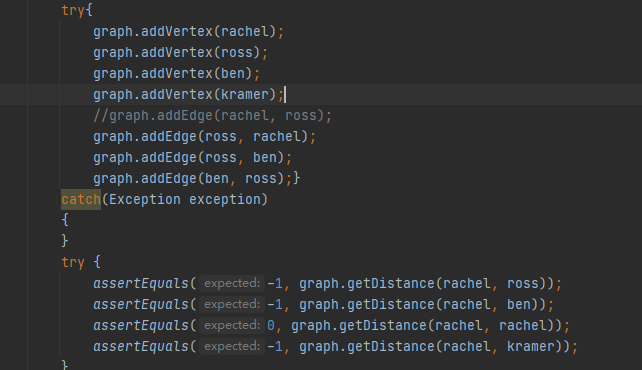 try{
graph.addVertex(rachel);
graph.addVertex(ross);
graph.addVertex(ben);
graph.addVertex(kramer);
//graph.addEdge(rachel, ross);
graph.addEdge(ross, rachel);
graph.addEdge(ross, ben);
graph.addEdge(ben, ross);}
catch(Exception exception)
{
}
try {
assertEquals( expected: -1, graph.getDistance(rachel, ross));
assertEquals( expected: -1, graph.getDistance(rachel, ben));
assertEquals( expected: 0, graph.getDistance(rachel, rachel));
assertEquals( expected: -1, graph.getDistance(rachel, kramer));
}